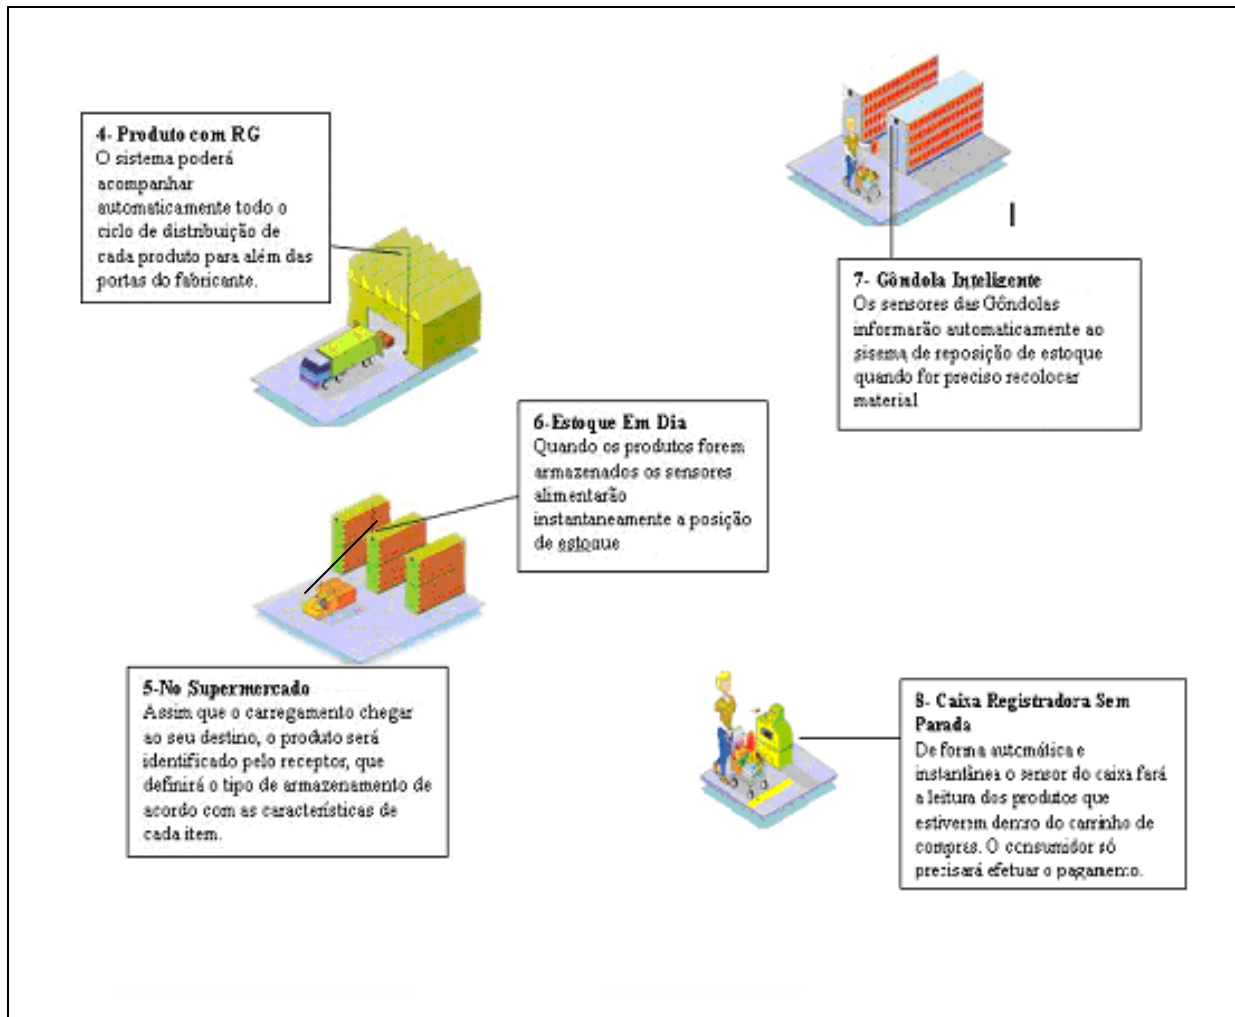 4- Produto com RG
O sistema poderá
acompanhar
automaticamente todo o
ciclo de distribuição de
cada produto para além das
portas do fabricante.
7- Gôndola Inteligente
Os sensores das Gôndolas
informarão automaticamente ao
sisema de reposição de estoque
quando for preciso recolocar
material
6-Estoque Em Dia
Quando os produtos forem
armazenados os sensores
alimentarão
instantaneamente a posição
de estoque
5-No Supermercado
Assim que o carregamento chegar
ao seu destino, o produto será
identificado pelo receptor, que
definirá o tipo de armazenamento de
acordo com as características de
cada item.
8- Caixa Registradora Sem
Parada
De forma automática e
instantânea o sensor do caixa fará
a leitura dos produtos que
estiverem dentro do carrinho de
compras. O consumidor só
precisará efetuar o pagamento.